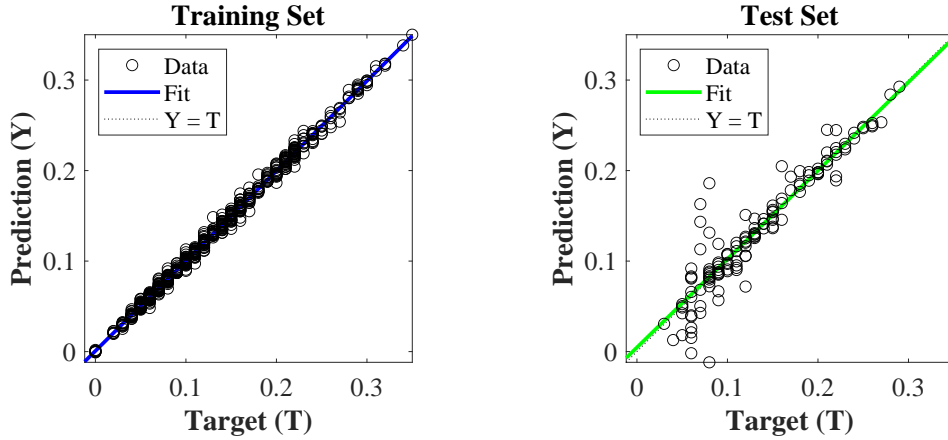 Training Set
Data
Fit
Y = T
0.3
0.2
0.1
0
0 0.1 0.2 0.3
Target (T)
Prediction (Y)
Test Set
Data
Fit
Y = T
0.3
0.2
0.1
0
0 0.1 0.2 0.3
Target (T)
Prediction (Y)